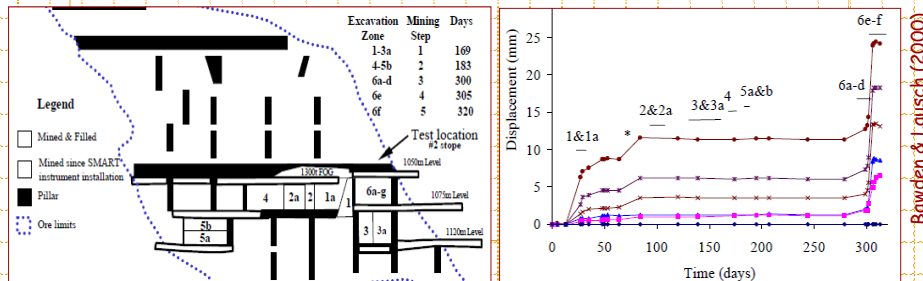 Excavation Mining Days
Zone Step
1-3a 1 169
4-5b 2 183
6a-d 3 300
6e 4 305
6f 5 320
Legend
Mined & Filled
Mined since SMART
instrument installation
Pillar
Ore limits
Test location
#2 stope
1050m Level
1300t FOG
4 2a 2 1a 1 6a-g
1075m Level
5b
5a
3 3a
1120m Level
Displacement (mm)
25
20
15
10
5
0
0 50 100 150 200 250 300
Time (days)
1&1a
*
2&2a
3&3a
4
5a&b
6a-d
6e-f
Bawden & Lausch (2000)